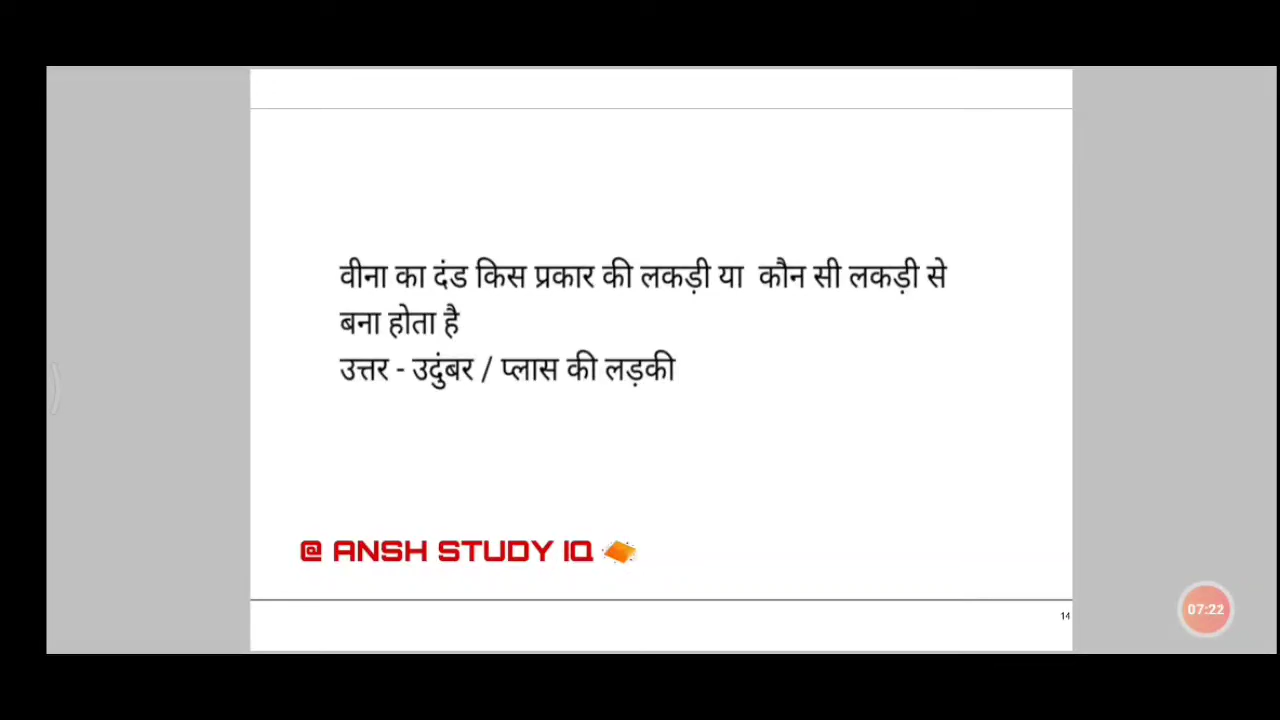 वीना का दंड किस प्रकार की लकड़ी या कौन सी लकड़ी से
बना होता है
उत्तर - उदुंबर / प्लास की लड़की
@ ANSH STUDY IQ
14
07:22